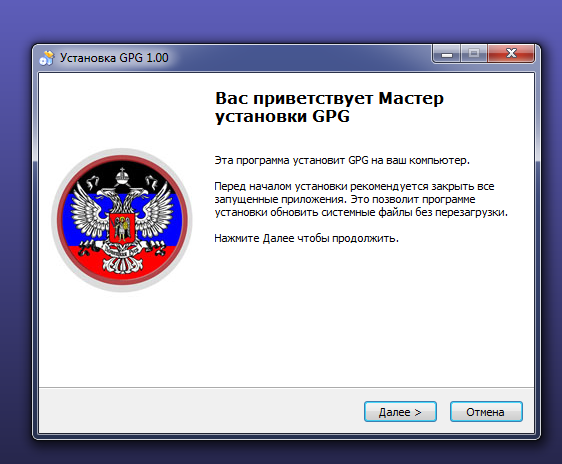 Установка GPG 1.00
Вас приветствует Мастер
установки GPG
Эта программа установит GPG на ваш компьютер.
Перед началом установки рекомендуется закрыть все
запущенные приложения. Это позволит программе
установки обновить системные файлы без перезагрузки.
Нажмите Далее чтобы продолжить.
Далее >
Отмена